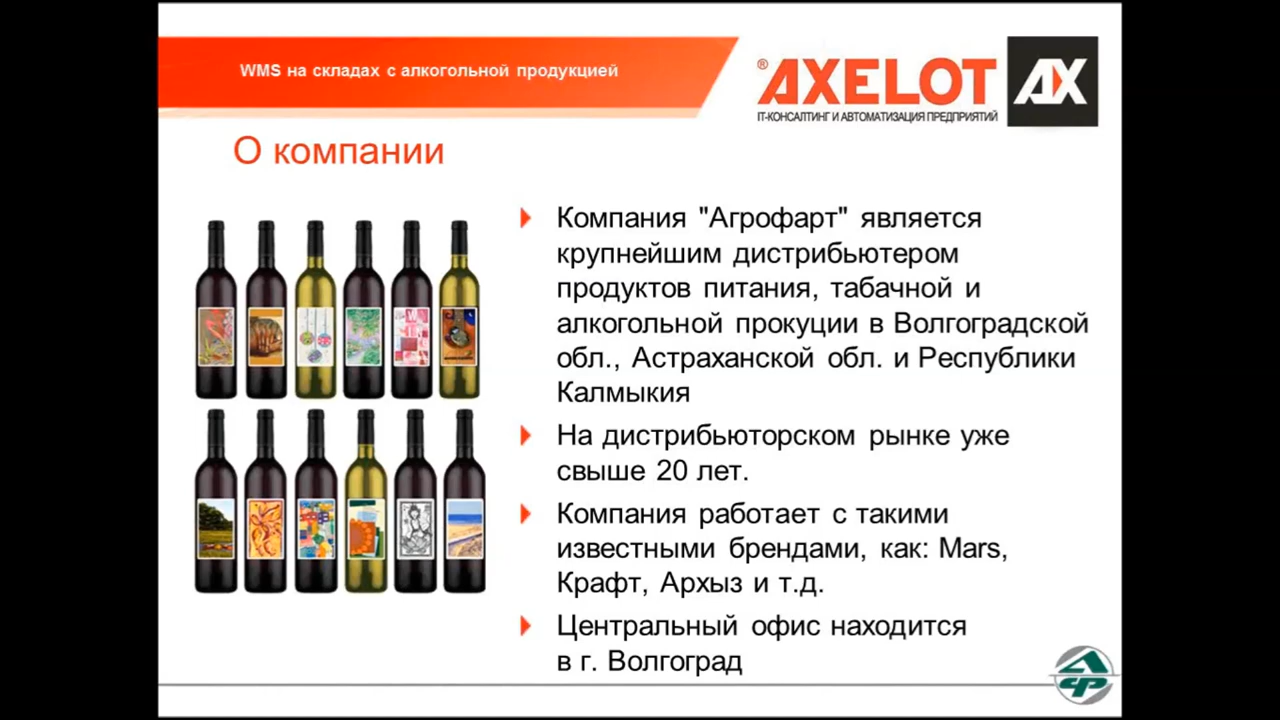 WMS на складах с алкогольной продукцией
® AXELOT AX
IT-КОНСАЛТИНГ И АВТОМАТИЗАЦИЯ ПРЕДПРИЯТИЙ
О компании
Компания "Агрофарт" является
крупнейшим дистрибьютером
продуктов питания, табачной и
алкогольной прокуции в Волгоградской
обл., Астраханской обл. и Республики
Калмыкия
На дистрибьюторском рынке уже
свыше 20 лет.
Компания работает с такими
известными брендами, как: Mars,
Крафт, Архыз и т.д.
Центральный офис находится
в г. Волгоград
АФ